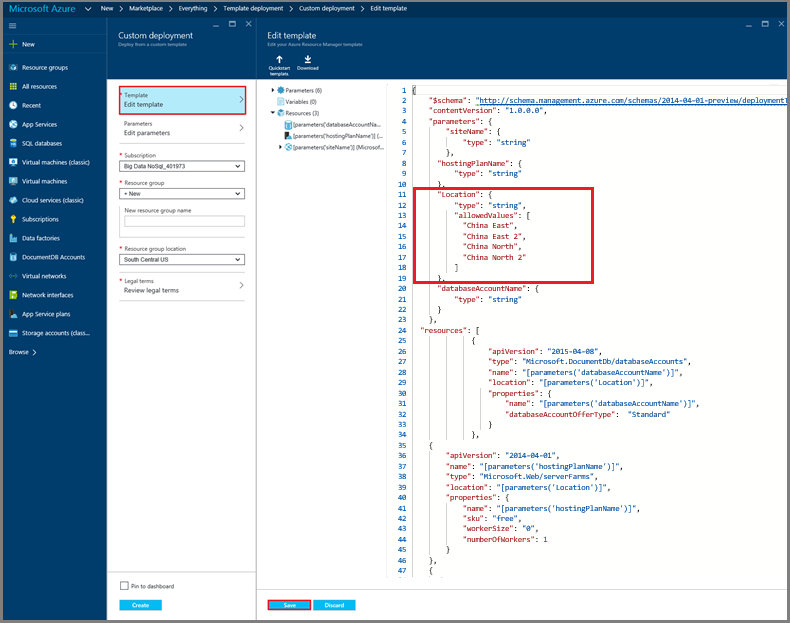 Microsoft Azure New Marketplace Everything Template deployment Custom deployment Edit template
New
Resource groups
All resources
Recent
App Services
SQL databases
Virtual machines (classic)
Virtual machines
Cloud services (classic)
Subscriptions
Data factories
DocumentDB Accounts
Virtual networks
Network interfaces
App Service plans
Storage accounts (class...
Browse
Custom deployment
Deploy from a custom template
* Template
Edit template
Parameters
Edit parameters
* Subscription
Big Data NoSql_401973
* Resource group
+ New
New resource group name
* Resource group location
South Central US
* Legal terms
Review legal terms
Pin to dashboard
Create
Edit template
Edit your Azure Resource Manager template
Quickstart templates
Download
Parameters (6)
Variables (0)
Resources (3)
[parameters('databaseAccountNa...
[parameters('hostingPlanName')] (...
[parameters('siteName')] (Microsof...
1 {
2 "$schema": "http://schema.management.azure.com/schemas/2014-04-01-preview/deploymentT
3 "contentVersion": "1.0.0.0",
4 "parameters": {
5 "siteName": {
6 "type": "string"
7 },
8 "hostingPlanName": {
9 "type": "string"
10 },
11 "Location": {
12 "type": "string",
13 "allowedValues": [
14 "China East",
15 "China East 2",
16 "China North",
17 "China North 2"
18 ]
19 },
20 "databaseAccountName": {
21 "type": "string"
22 }
23 },
24 "resources": [
25 {
26 "apiVersion": "2015-04-08",
27 "type": "Microsoft.DocumentDb/databaseAccounts",
28 "name": "[parameters('databaseAccountName')]",
29 "location": "[parameters('Location')]",
30 "properties": {
31 "name": "[parameters('databaseAccountName')]",
32 "databaseAccountOfferType": "Standard"
33 }
34 },
35 {
36 "apiVersion": "2014-04-01",
37 "name": "[parameters('hostingPlanName')]",
38 "type": "Microsoft.Web/serverFarms",
39 "location": "[parameters('Location')]",
40 "properties": {
41 "name": "[parameters('hostingPlanName')]",
42 "sku": "free",
43 "workerSize": "0",
44 "numberOfWorkers": 1
45 }
46 },
47 {
Save
Discard